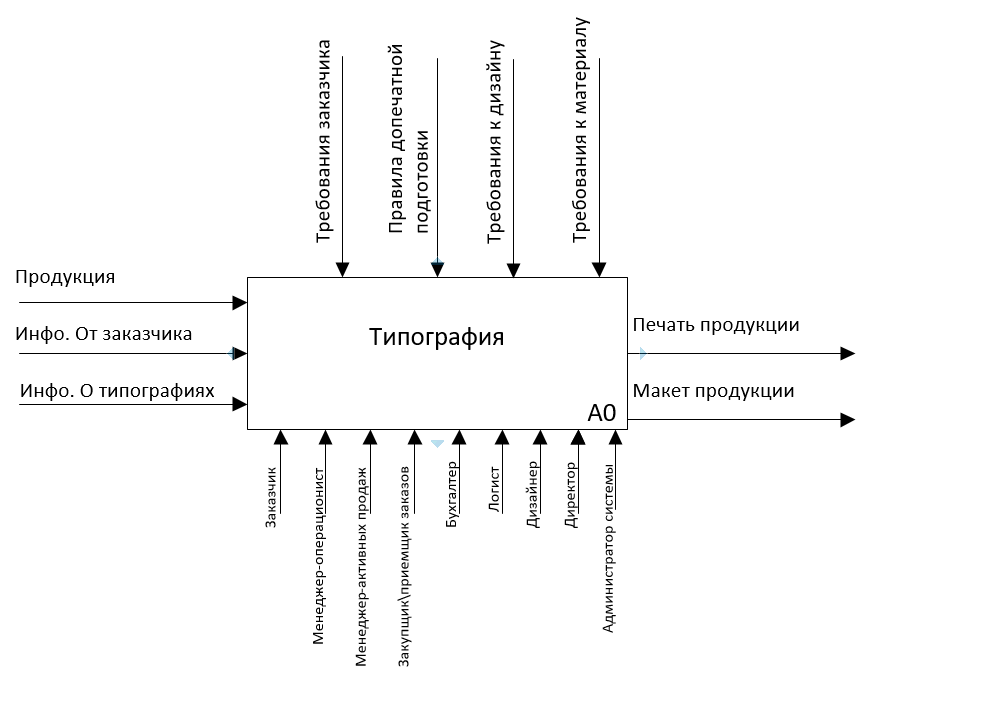 Требования заказчика
Правила допечатной
подготовки
Требования к дизайну
Требования к материалу
Продукция
Инфо. От заказчика
Инфо. О типографиях
Типография
A0
Печать продукции
Макет продукции
Заказчик
Менеджер-операционист
Менеджер-активных продаж
Закупщик\приемщик заказов
Бухгалтер
Логист
Дизайнер
Директор
Администратор системы